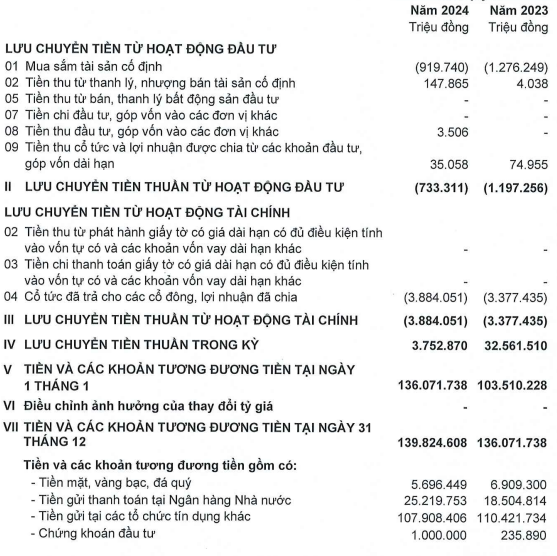 Năm 2024 Năm 2023
Triệu đồng Triệu đồng
LƯU CHUYỂN TIỀN TỪ HOẠT ĐỘNG ĐẦU TƯ
01 Mua sắm tài sản cố định (919.740) (1.276.249)
02 Tiền thu từ thanh lý, nhượng bán tài sản cố định 147.865 4.038
05 Tiền thu từ bán, thanh lý bất động sản đầu tư - -
07 Tiền chi đầu tư, góp vốn vào các đơn vị khác - -
08 Tiền thu đầu tư, góp vốn vào các đơn vị khác 3.506 -
09 Tiền thu cổ tức và lợi nhuận được chia từ các khoản đầu tư,
góp vốn dài hạn 35.058 74.955
II LƯU CHUYỂN TIỀN THUẦN TỪ HOẠT ĐỘNG ĐẦU TƯ (733.311) (1.197.256)
LƯU CHUYỂN TIỀN TỪ HOẠT ĐỘNG TÀI CHÍNH
02 Tiền thu từ phát hành giấy tờ có giá dài hạn có đủ điều kiện tính
vào vốn tự có và các khoản vốn vay dài hạn khác - -
03 Tiền chi thanh toán giấy tờ có giá dài hạn có đủ điều kiện tính
vào vốn tự có và các khoản vốn vay dài hạn khác - -
04 Cổ tức đã trả cho các cổ đông, lợi nhuận đã chia (3.884.051) (3.377.435)
III LƯU CHUYỂN TIỀN THUẦN TỪ HOẠT ĐỘNG TÀI CHÍNH (3.884.051) (3.377.435)
IV LƯU CHUYỂN TIỀN THUẦN TRONG KỲ 3.752.870 32.561.510
V TIỀN VÀ CÁC KHOẢN TƯƠNG ĐƯƠNG TIỀN TẠI NGÀY
1 THÁNG 1 136.071.738 103.510.228
VI Điều chỉnh ảnh hưởng của thay đổi tỷ giá - -
VII TIỀN VÀ CÁC KHOẢN TƯƠNG ĐƯƠNG TIỀN TẠI NGÀY 31
THÁNG 12 139.824.608 136.071.738
Tiền và các khoản tương đương tiền gồm có:
- Tiền mặt, vàng bạc, đá quý 5.696.449 6.909.300
- Tiền gửi thanh toán tại Ngân hàng Nhà nước 25.219.753 18.504.814
- Tiền gửi tại các tổ chức tín dụng khác 107.908.406 110.421.734
- Chứng khoán đầu tư 1.000.000 235.890